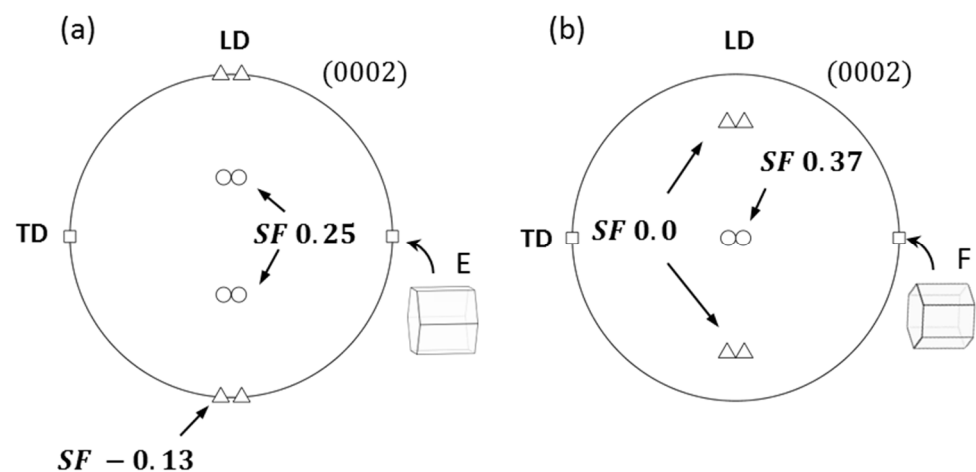 (a)
LD
(0002)
TD
SF 0.25
E
SF − 0.13
(b)
LD
(0002)
SF 0.37
TD
SF 0.0
F